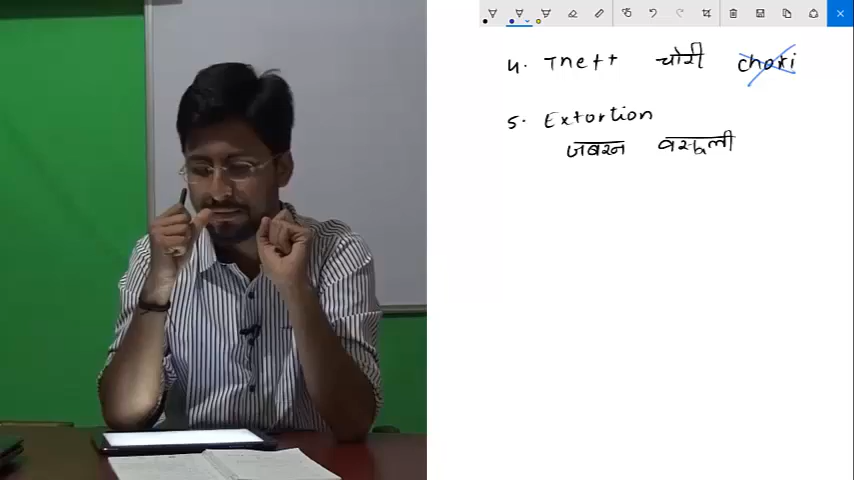 4. Theft चोरी chori
5. Extortion
जबरन वसूली